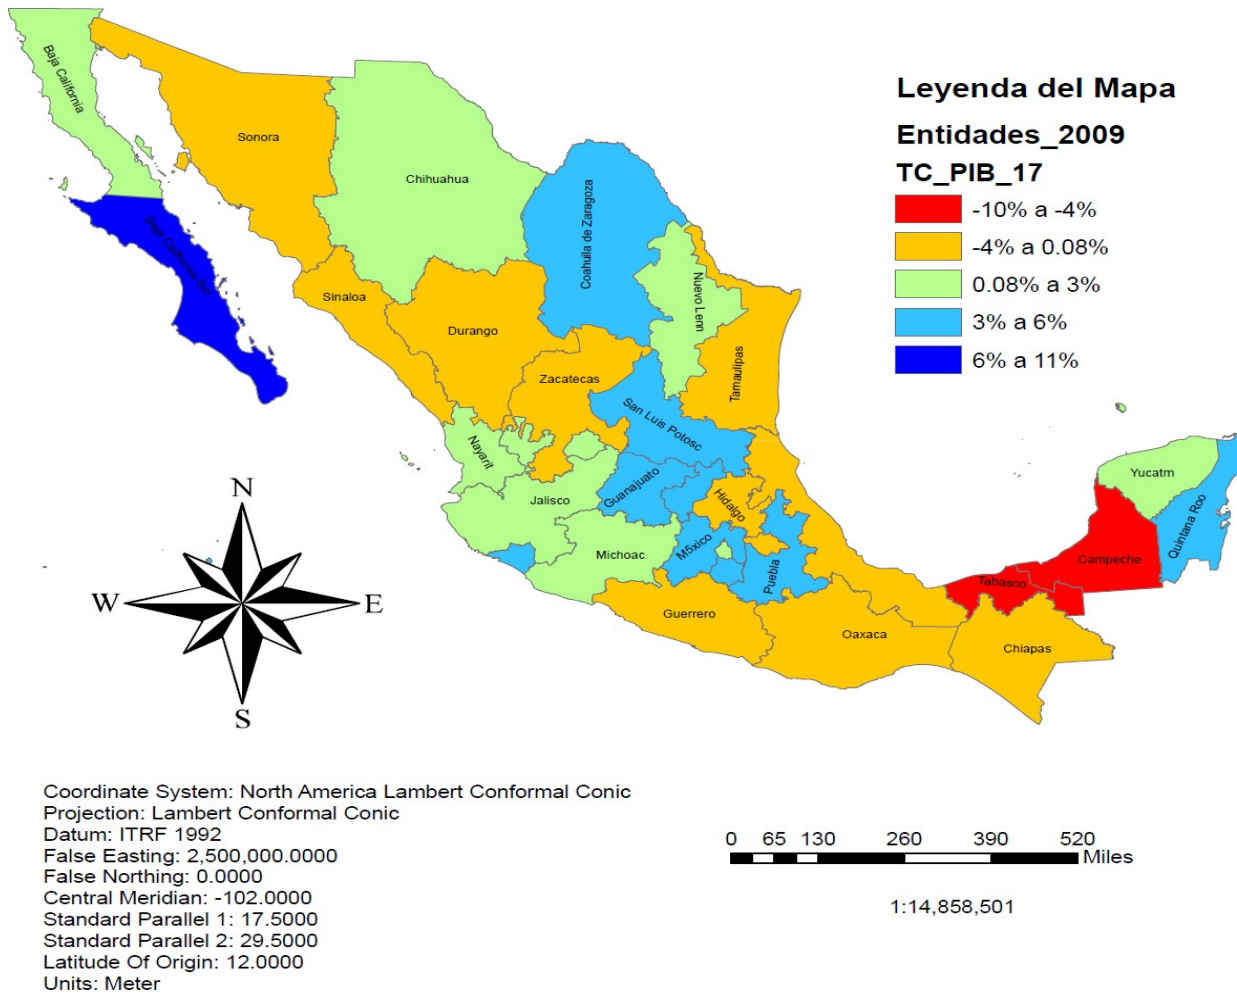 Leyenda del Mapa
Entidades_2009
TC_PIB_17
-10% a -4%
-4% a 0.08%
0.08% a 3%
3% a 6%
6% a 11%
Baja California
Baja California Sur
Sonora
Chihuahua
Coahuila de Zaragoza
Nuevo Lenn
Sinaloa
Durango
Zacatecas
Tamaulipas
San Luis Potosc
Nayarit
Jalisco
Guanajuato
Hidalgo
Michoac
M5xico
Puebla
Guerrero
Oaxaca
Chiapas
Tabasco
Campeche
Yucatrn
Quintana Roo
N
W
E
S
Coordinate System: North America Lambert Conformal Conic
Projection: Lambert Conformal Conic
Datum: ITRF 1992
False Easting: 2,500,000.0000
False Northing: 0.0000
Central Meridian: -102.0000
Standard Parallel 1: 17.5000
Standard Parallel 2: 29.5000
Latitude Of Origin: 12.0000
Units: Meter
0 65 130 260 390 520
Miles
1:14,858,501